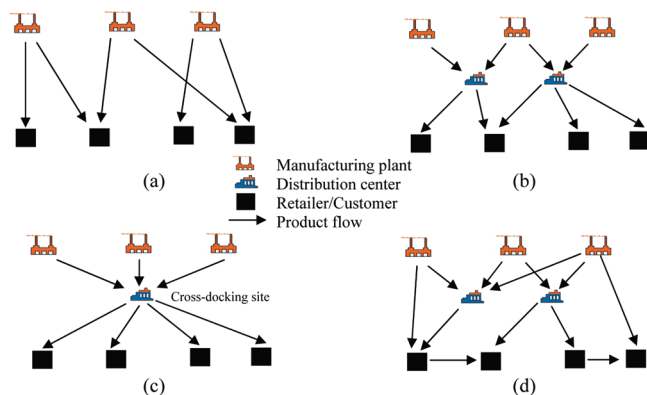 (a)
(b)
Manufacturing plant
Distribution center
Retailer/Customer
Product flow
Cross-docking site
(c)
(d)